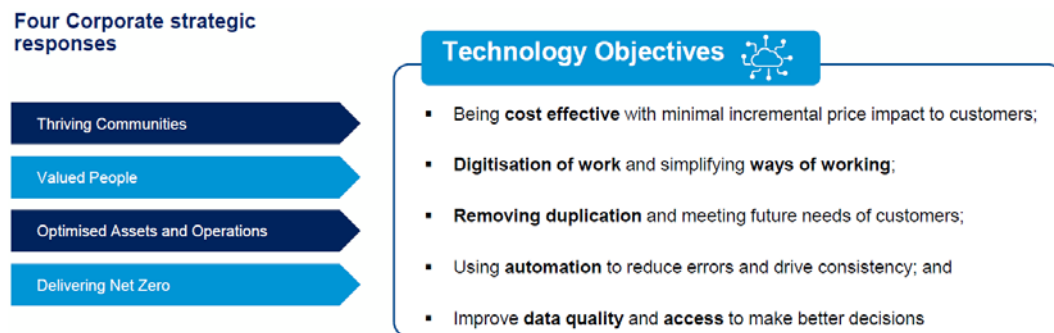 Four Corporate strategic
responses
Thriving Communities
Valued People
Optimised Assets and Operations
Delivering Net Zero
Technology Objectives
▪ Being cost effective with minimal incremental price impact to customers;
▪ Digitisation of work and simplifying ways of working;
▪ Removing duplication and meeting future needs of customers;
▪ Using automation to reduce errors and drive consistency; and
▪ Improve data quality and access to make better decisions